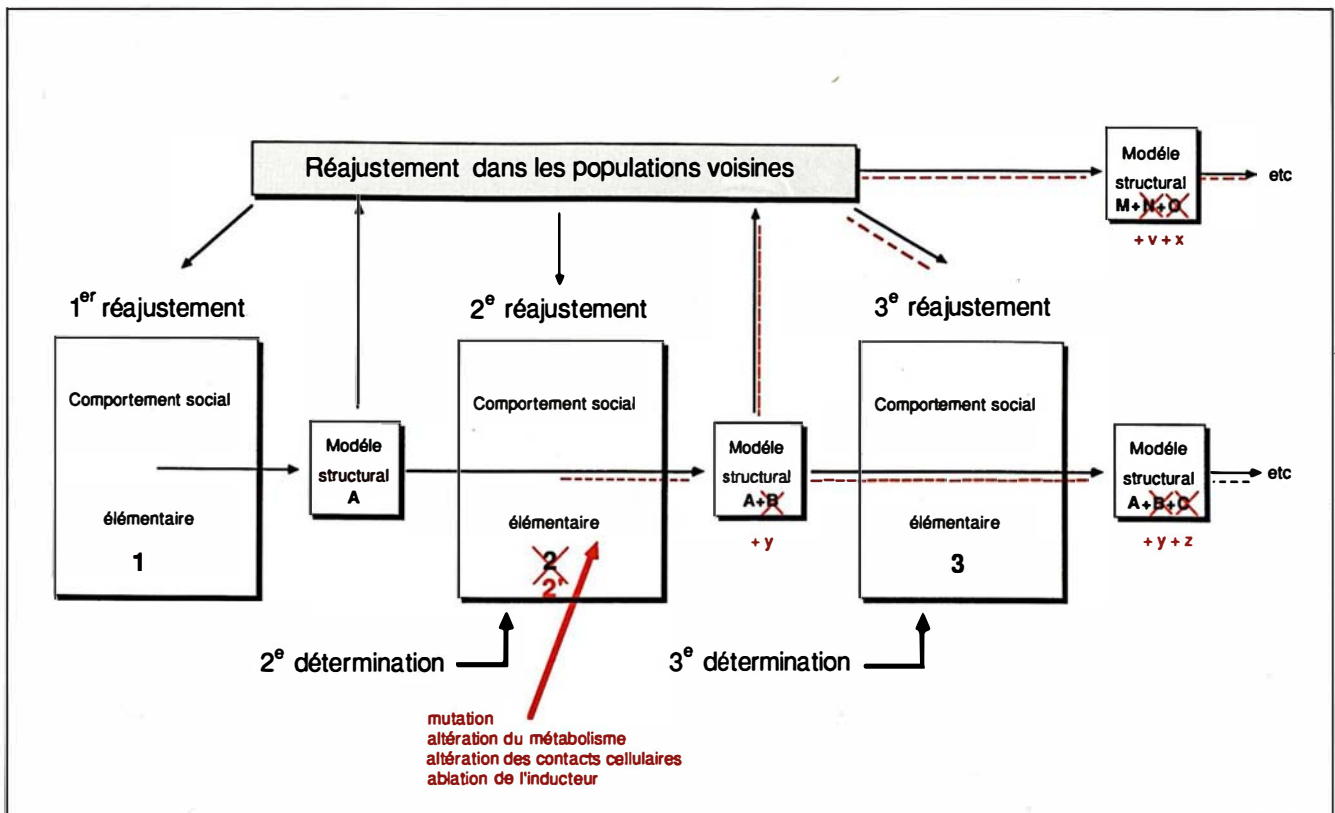 Réajustement dans les populations voisines
Modéle
structural
M+N+O
+ v + x
etc
1er réajustement
2e réajustement
3e réajustement
Comportement social
élémentaire
1
Modéle
structural
A
Comportement social
élémentaire
2
2'
Modéle
structural
A+B
+ y
Comportement social
élémentaire
3
Modéle
structural
A+B+C
+ y + z
etc
2e détermination
3e détermination
mutation
altération du métabolisme
altération des contacts cellulaires
ablation de l'inducteur